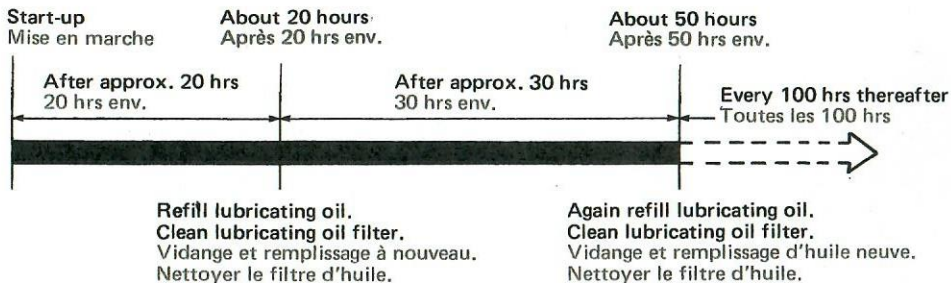 Start-up
Mise en marche
About 20 hours
Après 20 hrs env.
About 50 hours
Après 50 hrs env.
After approx. 20 hrs
20 hrs env.
After approx. 30 hrs
30 hrs env.
Every 100 hrs thereafter
Toutes les 100 hrs
Refill lubricating oil.
Clean lubricating oil filter.
Vidange et remplissage à nouveau.
Nettoyer le filtre d'huile.
Again refill lubricating oil.
Clean lubricating oil filter.
Vidange et remplissage d'huile neuve.
Nettoyer le filtre d'huile.